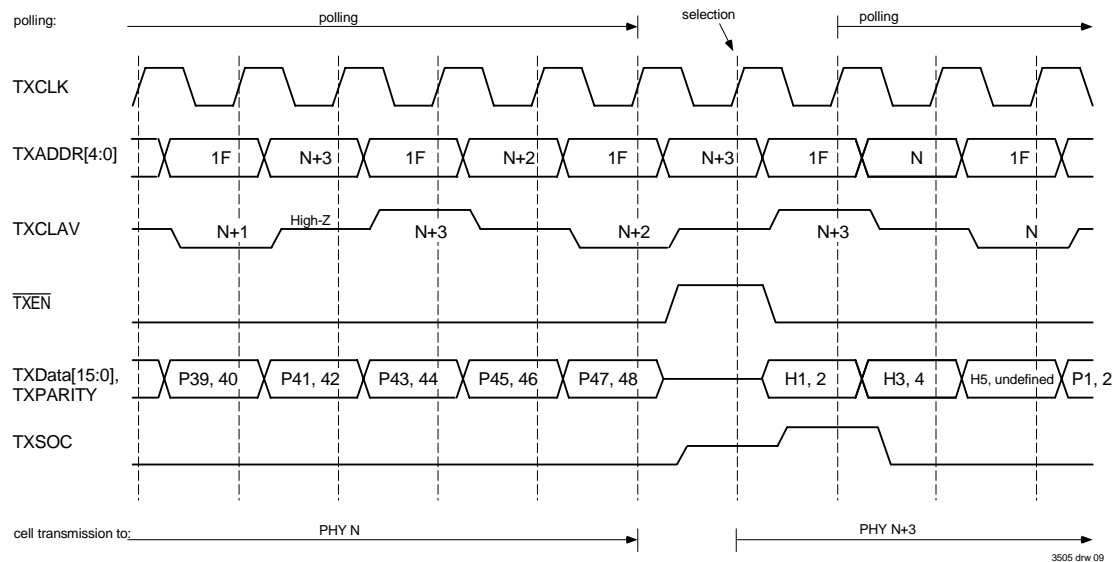 polling: polling selection polling
TXCLK
TXADDR[4:0] 1F N+3 1F N+2 1F N+3 1F N 1F
TXCLAV N+1 High-Z N+3 N+2 N+3 N
TXEN
TXData[15:0], TXPARITY P39, 40 P41, 42 P43, 44 P45, 46 P47, 48 H1, 2 H3, 4 H5, undefined P1, 2
TXSOC
cell transmission to: PHY N PHY N+3
3505 drw 09